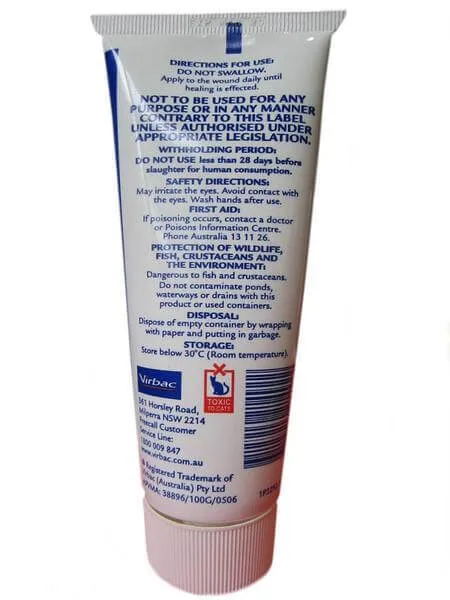 DIRECTIONS FOR USE:
DO NOT SWALLOW.
Apply to the wound daily until
healing is effected.
NOT TO BE USED FOR ANY
PURPOSE OR IN ANY MANNER
CONTRARY TO THIS LABEL
UNLESS AUTHORISED UNDER
APPROPRIATE LEGISLATION.
WITHHOLDING PERIOD:
DO NOT USE less than 28 days before
slaughter for human consumption.
SAFETY DIRECTIONS:
May irritate the eyes. Avoid contact with
the eyes. Wash hands after use.
FIRST AID:
If poisoning occurs, contact a doctor
or Poisons Information Centre.
Phone Australia 13 11 26.
PROTECTION OF WILDLIFE,
FISH, CRUSTACEANS AND
THE ENVIRONMENT:
Dangerous to fish and crustaceans.
Do not contaminate ponds,
waterways or drains with this
product or used containers.
DISPOSAL:
Dispose of empty container by wrapping
with paper and putting in garbage.
STORAGE:
Store below 30°C (Room temperature).
Virbac
TOXIC
TO CATS
361 Horsley Road,
Milperra NSW 2214
Freecall Customer
Service Line:
1800 009 847
www.virbac.com.au
® Registered Trademark of
Virbac (Australia) Pty Ltd
APVMA: 38896/100G/0506